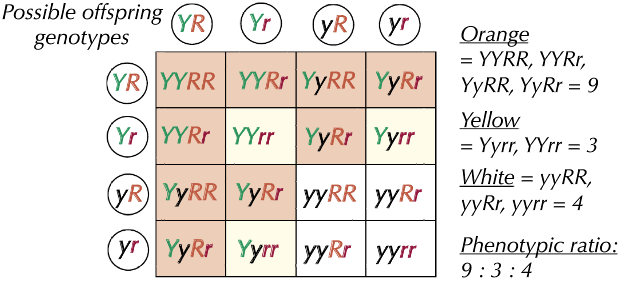 Possible offspring
genotypes
YR Yr yR yr
YR YYRR YYRr YyRR YyRr
Yr YYRr YYrr YyRr Yyrr
yR YyRR YyRr yyRR yyRr
yr YyRr Yyrr yyRr yyrr
Orange
= YYRR, YYRr,
YyRR, YyRr = 9
Yellow
= Yyrr, YYrr = 3
White = yyRR,
yyRr, yyrr = 4
Phenotypic ratio:
9 : 3 : 4